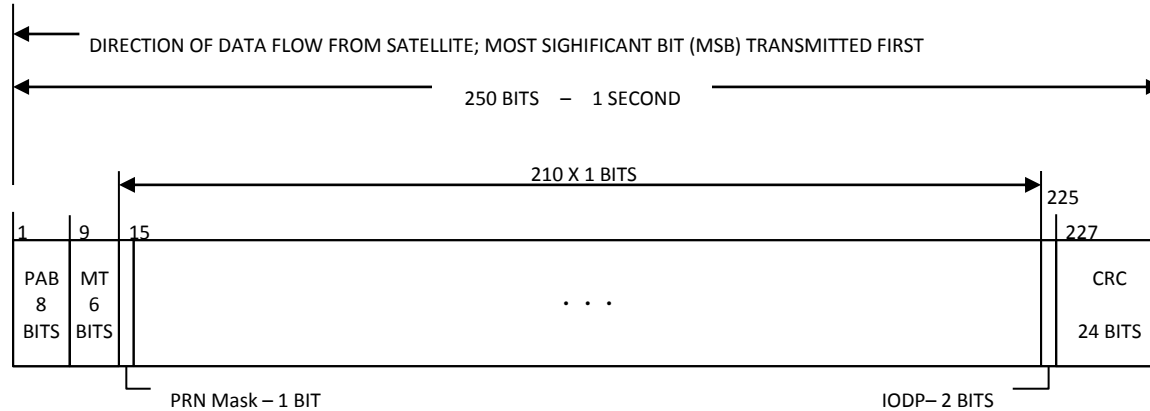 DIRECTION OF DATA FLOW FROM SATELLITE; MOST SIGHIFICANT BIT (MSB) TRANSMITTED FIRST
250 BITS – 1 SECOND
210 X 1 BITS
225
1 9 15 227
PAB MT CRC
8 6 . . .
BITS BITS 24 BITS
PRN Mask – 1 BIT IODP– 2 BITS